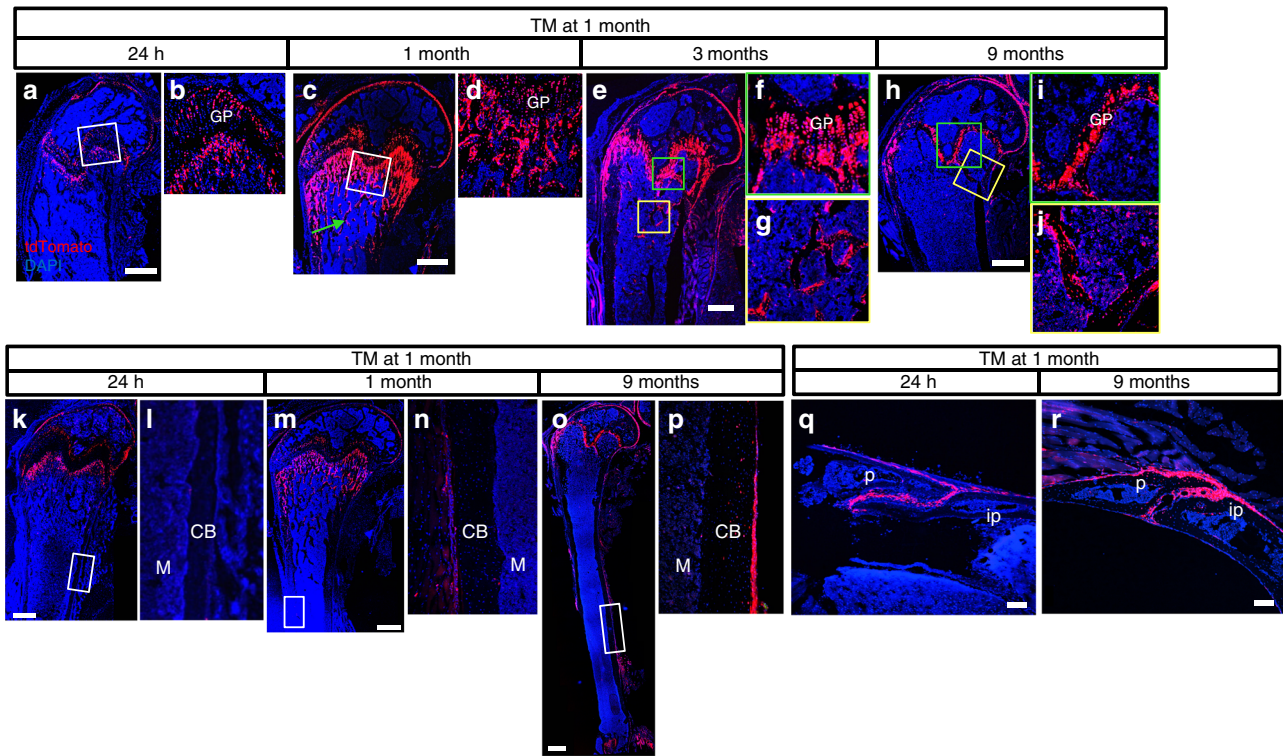 TM at 1 month
24 h 1 month 3 months 9 months
a b c d e f h i
GP GP GP GP
g j
tdTomato
DAPI
TM at 1 month TM at 1 month
24 h 1 month 9 months 24 h 9 months
k l m n o p q r
p p
ip ip
CB CB CB
M M M